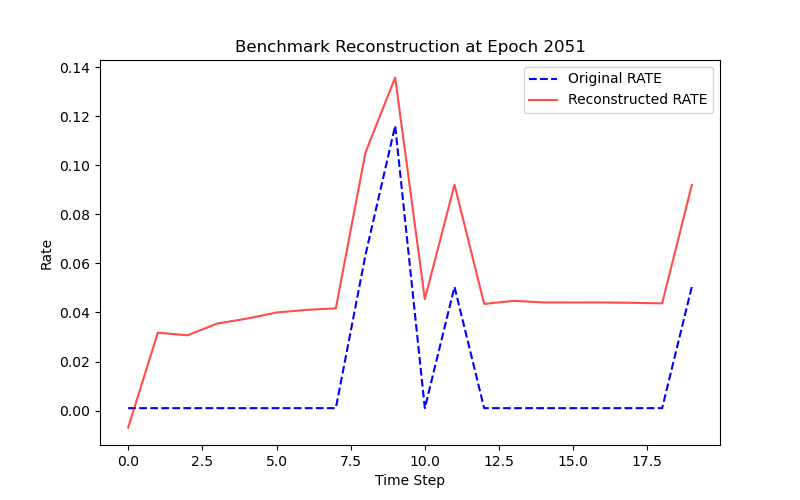 Benchmark Reconstruction at Epoch 2051
Original RATE
Reconstructed RATE
0.14
0.12
0.10
0.08
0.06
0.04
0.02
0.00
Rate
0.0 2.5 5.0 7.5 10.0 12.5 15.0 17.5
Time Step